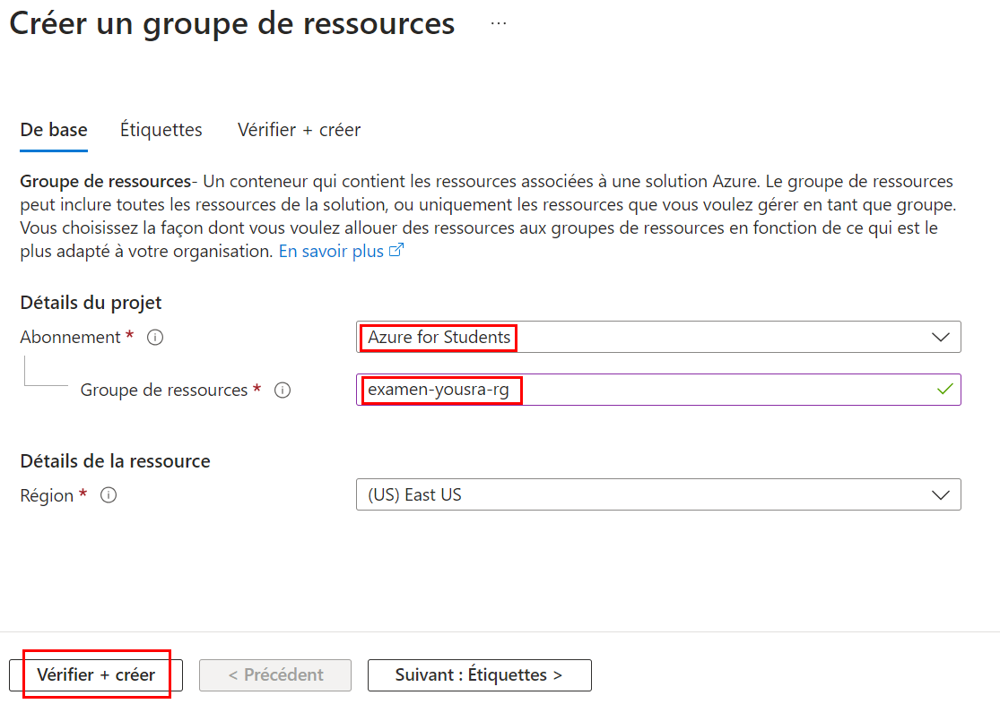 Créer un groupe de ressources ...
De base Étiquettes Vérifier + créer
Groupe de ressources- Un conteneur qui contient les ressources associées à une solution Azure. Le groupe de ressources
peut inclure toutes les ressources de la solution, ou uniquement les ressources que vous voulez gérer en tant que groupe.
Vous choisissez la façon dont vous voulez allouer des ressources aux groupes de ressources en fonction de ce qui est le
plus adapté à votre organisation. En savoir plus
Détails du projet
Abonnement * Azure for Students
Groupe de ressources * examen-yousra-rg
Détails de la ressource
Région * (US) East US
Vérifier + créer < Précédent Suivant : Étiquettes >